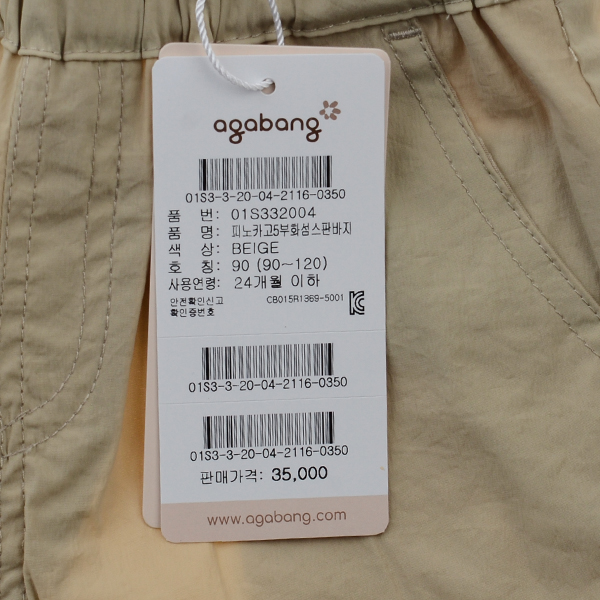 agabang
01S3-3-20-04-2116-0350
품 번: 01S332004
품 명: 피노카고5부화섬스판바지
색 상: BEIGE
호 칭: 90 (90~120)
사용연령: 24개월 이하
안전확인신고
확인증번호 CB015R1369-5001
01S3-3-20-04-2116-0350
01S3-3-20-04-2116-0350
판매가격: 35,000
www.agabang.com